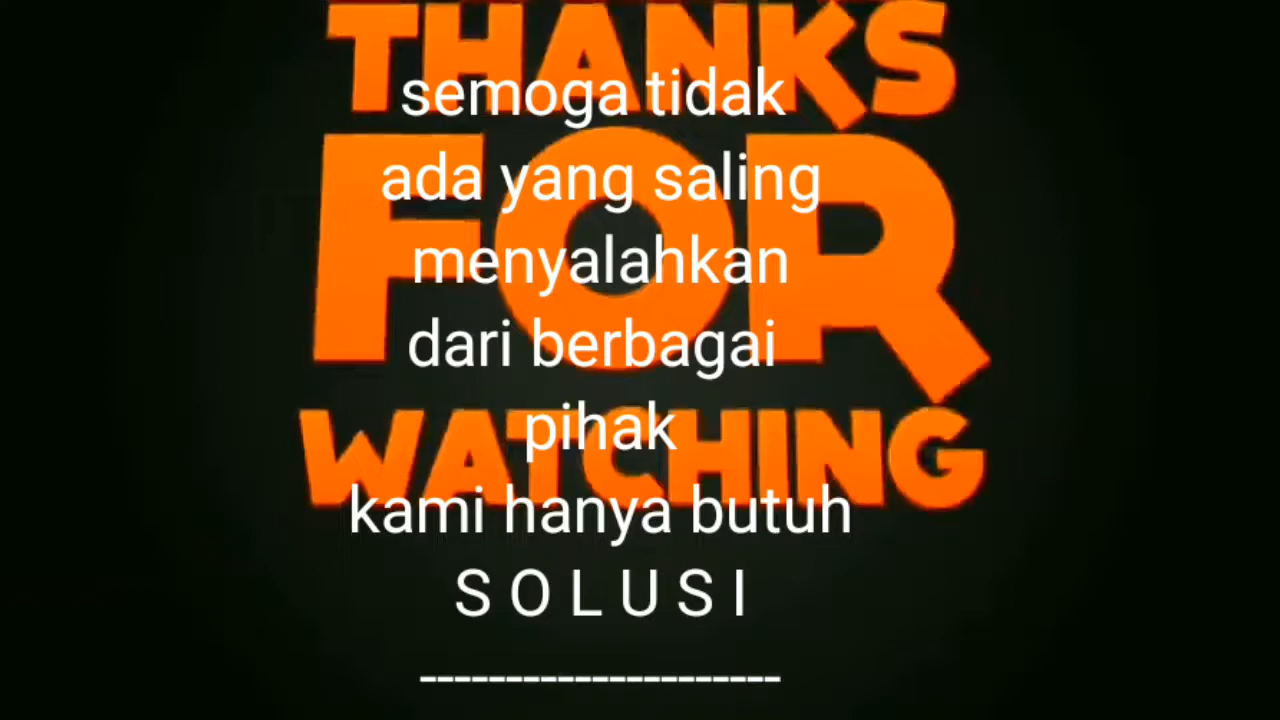 THANKS
FOR
WATCHING
semoga tidak
ada yang saling
menyalahkan
dari berbagai
pihak
kami hanya butuh
S O L U S I
---------------------